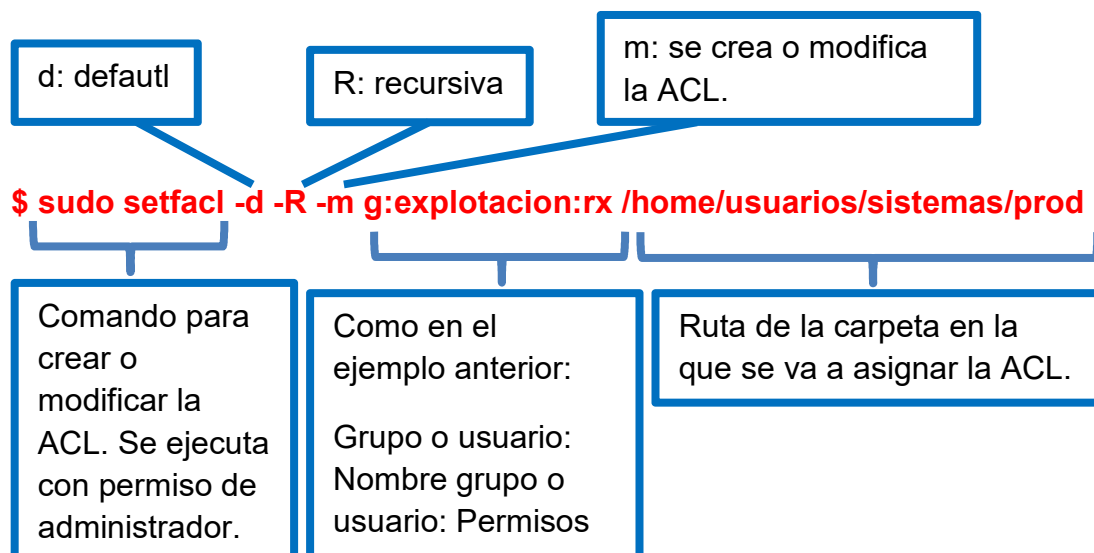 d: defautl
R: recursiva
m: se crea o modifica
la ACL.
$ sudo setfacl -d -R -m g:explotacion:rx /home/usuarios/sistemas/prod
Comando para
crear o
modificar la
ACL. Se ejecuta
con permiso de
administrador.
Como en el
ejemplo anterior:
Grupo o usuario:
Nombre grupo o
usuario: Permisos
Ruta de la carpeta en la
que se va a asignar la ACL.